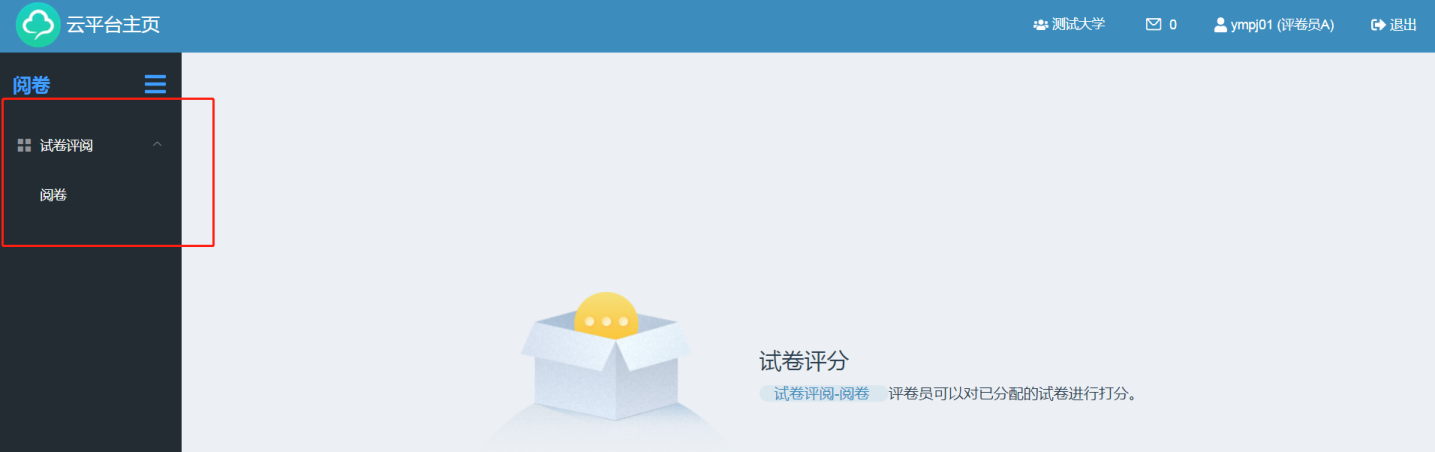 云平台主页
测试大学 0 ympj01 (评卷员A) 退出
阅卷
试卷评阅
阅卷
试卷评分
试卷评阅-阅卷 评卷员可以对已分配的试卷进行打分。